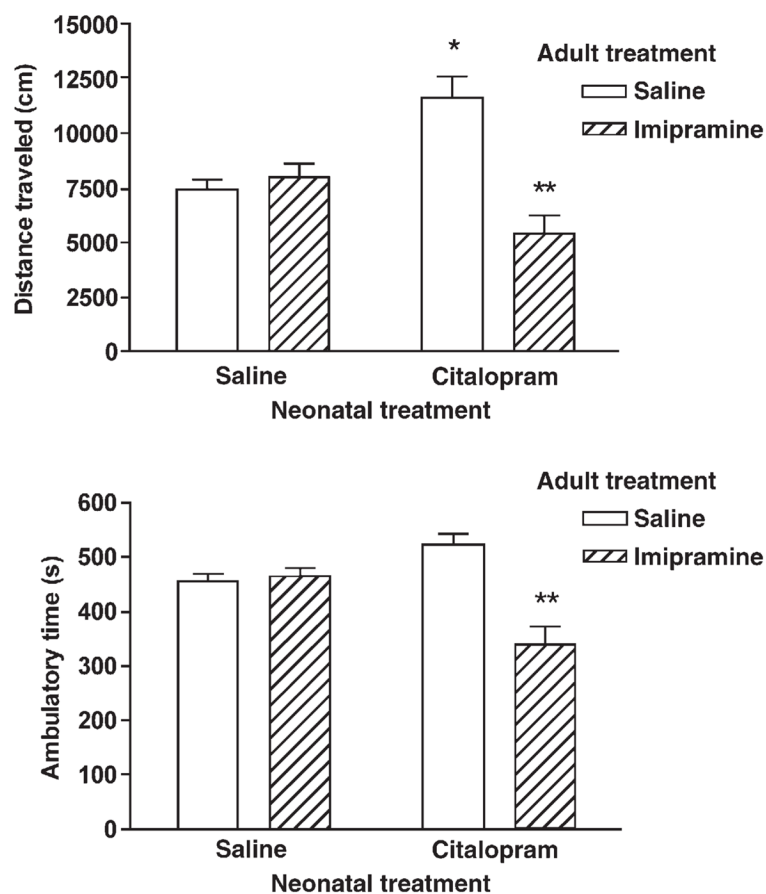 15000
12500
10000
7500
5000
2500
0
Distance traveled (cm)
*
**
Adult treatment
Saline
Imipramine
Saline
Citalopram
Neonatal treatment
600
500
400
300
200
100
0
Ambulatory time (s)
**
Adult treatment
Saline
Imipramine
Saline
Citalopram
Neonatal treatment